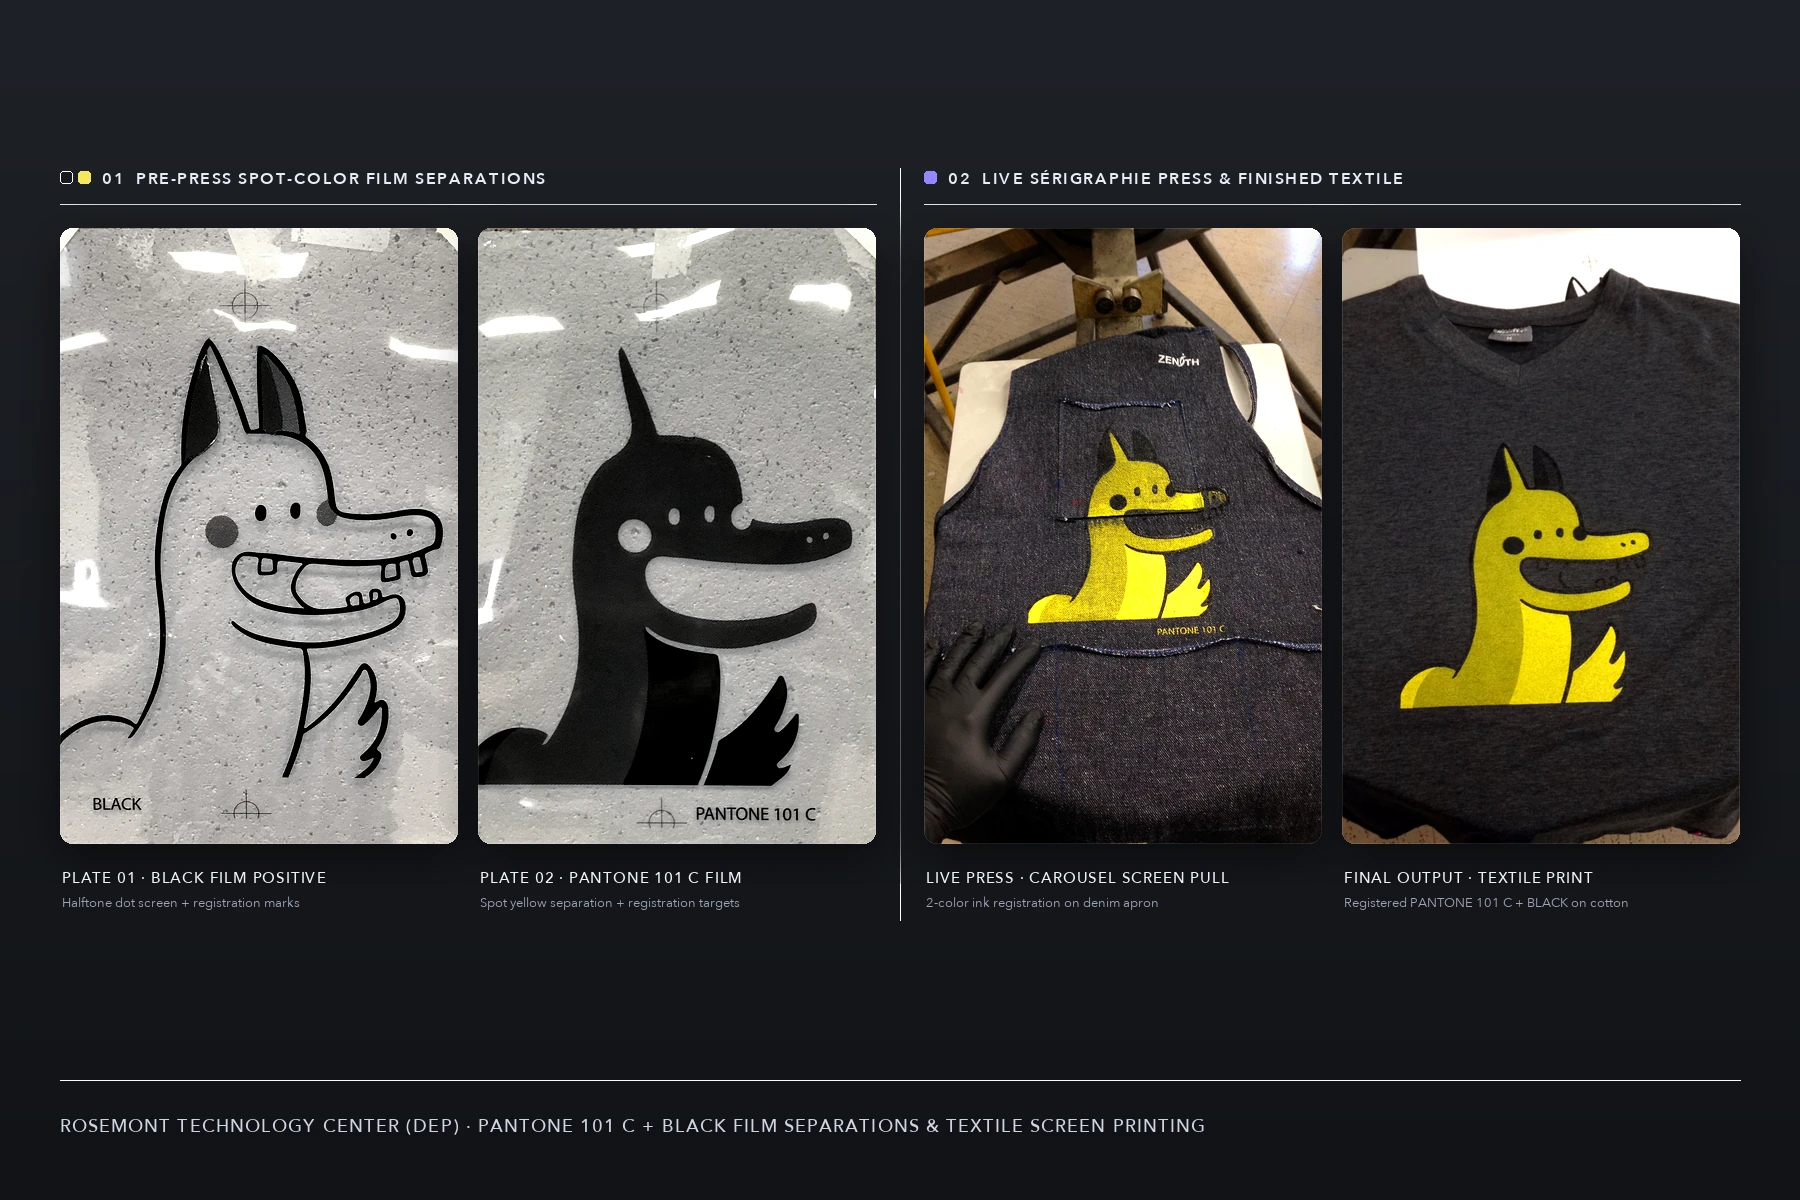 01 PRE-PRESS SPOT-COLOR FILM SEPARATIONS
BLACK
PANTONE 101 C
PLATE 01 · BLACK FILM POSITIVE
Halftone dot screen + registration marks
PLATE 02 · PANTONE 101 C FILM
Spot yellow separation + registration targets
02 LIVE SÉRIGRAPHIE PRESS & FINISHED TEXTILE
ZENITH
PANTONE 101 C
LIVE PRESS · CAROUSEL SCREEN PULL
2-color ink registration on denim apron
FINAL OUTPUT · TEXTILE PRINT
Registered PANTONE 101 C + BLACK on cotton
ROSEMONT TECHNOLOGY CENTER (DEP) · PANTONE 101 C + BLACK FILM SEPARATIONS & TEXTILE SCREEN PRINTING